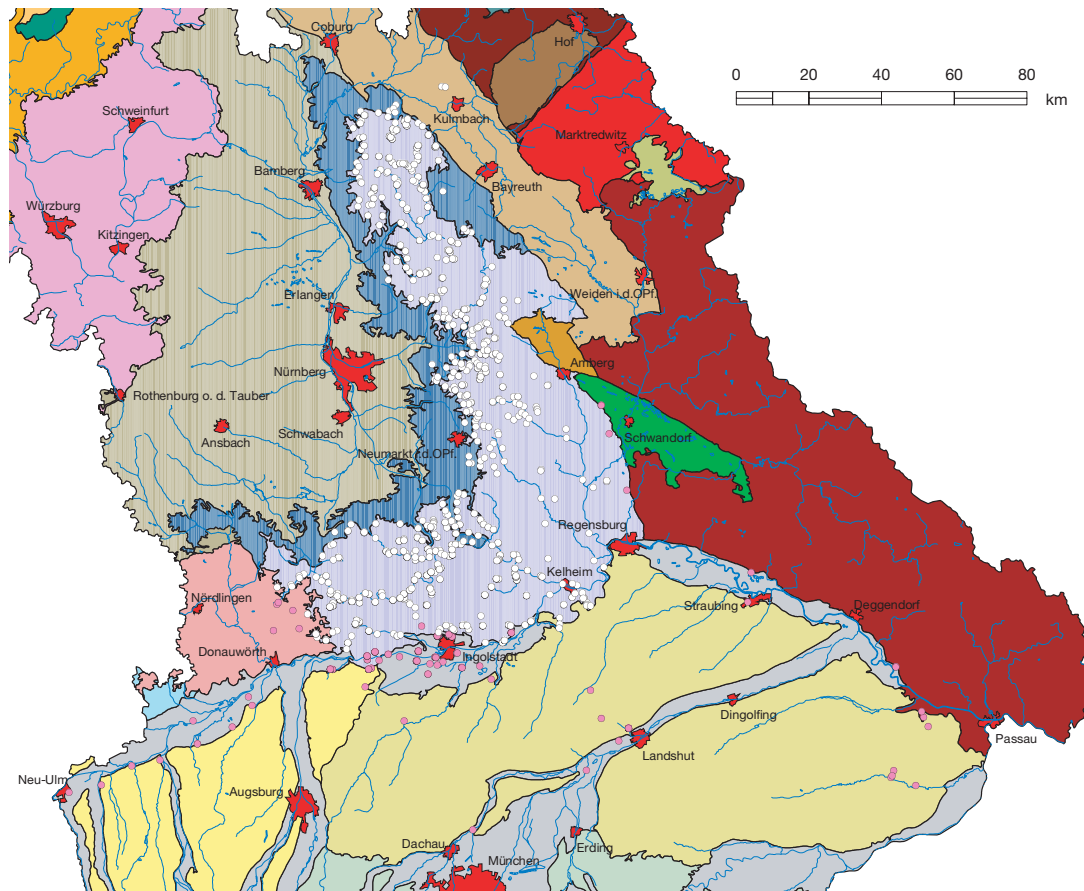 Coburg
Hof
0 20 40 60 80
km
Schweinfurt
Kulmbach
Marktredwitz
Bamberg
Bayreuth
Würzburg
Kitzingen
Erlangen
Weiden i.d.OPf.
Nürnberg
Amberg
Rothenburg o. d. Tauber
Ansbach
Schwabach
Schwandorf
Neumarkt i.d.OPf.
Regensburg
Kelheim
Nördlingen
Straubing
Deggendorf
Donauwörth
Ingolstadt
Dingolfing
Passau
Landshut
Neu-Ulm
Augsburg
Dachau
Erding
München